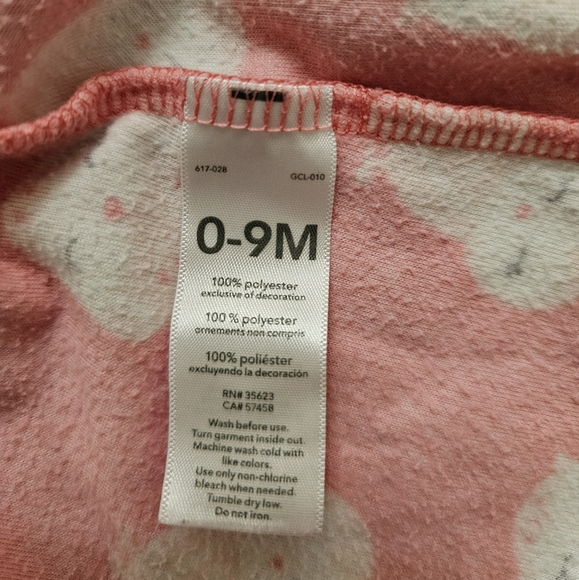 617-028 GCL-010
0-9M
100% polyester
exclusive of decoration
100 % polyester
ornements non compris
100% poliéster
excluyendo la decoración
RN# 35623
CA# 57458
Wash before use.
Turn garment inside out.
Machine wash cold with
like colors.
Use only non-chlorine
bleach when needed.
Tumble dry low.
Do not iron.